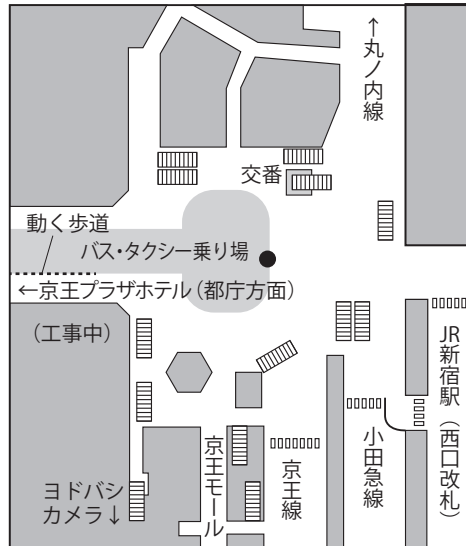 ↑丸ノ内線
交番
動く歩道
バス・タクシー乗り場
←京王プラザホテル(都庁方面)
(工事中)
JR新宿駅(西口改札)
小田急線
京王線
京王モール
ヨドバシ
カメラ↓